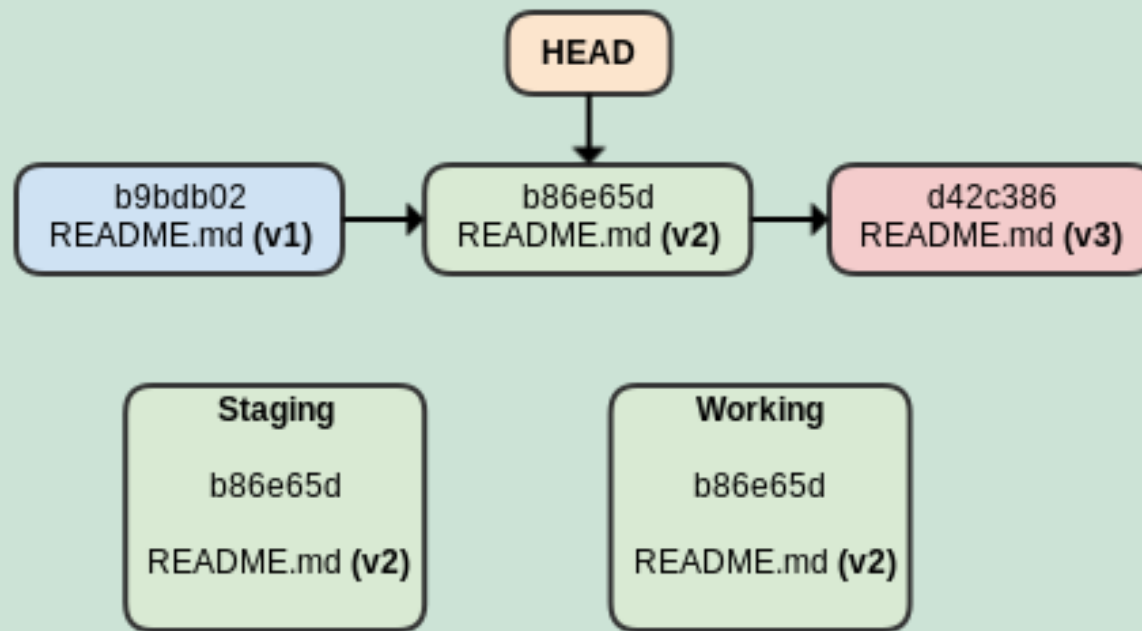 HEAD
b9bdb02
README.md (v1)
b86e65d
README.md (v2)
d42c386
README.md (v3)
Staging
b86e65d
README.md (v2)
Working
b86e65d
README.md (v2)